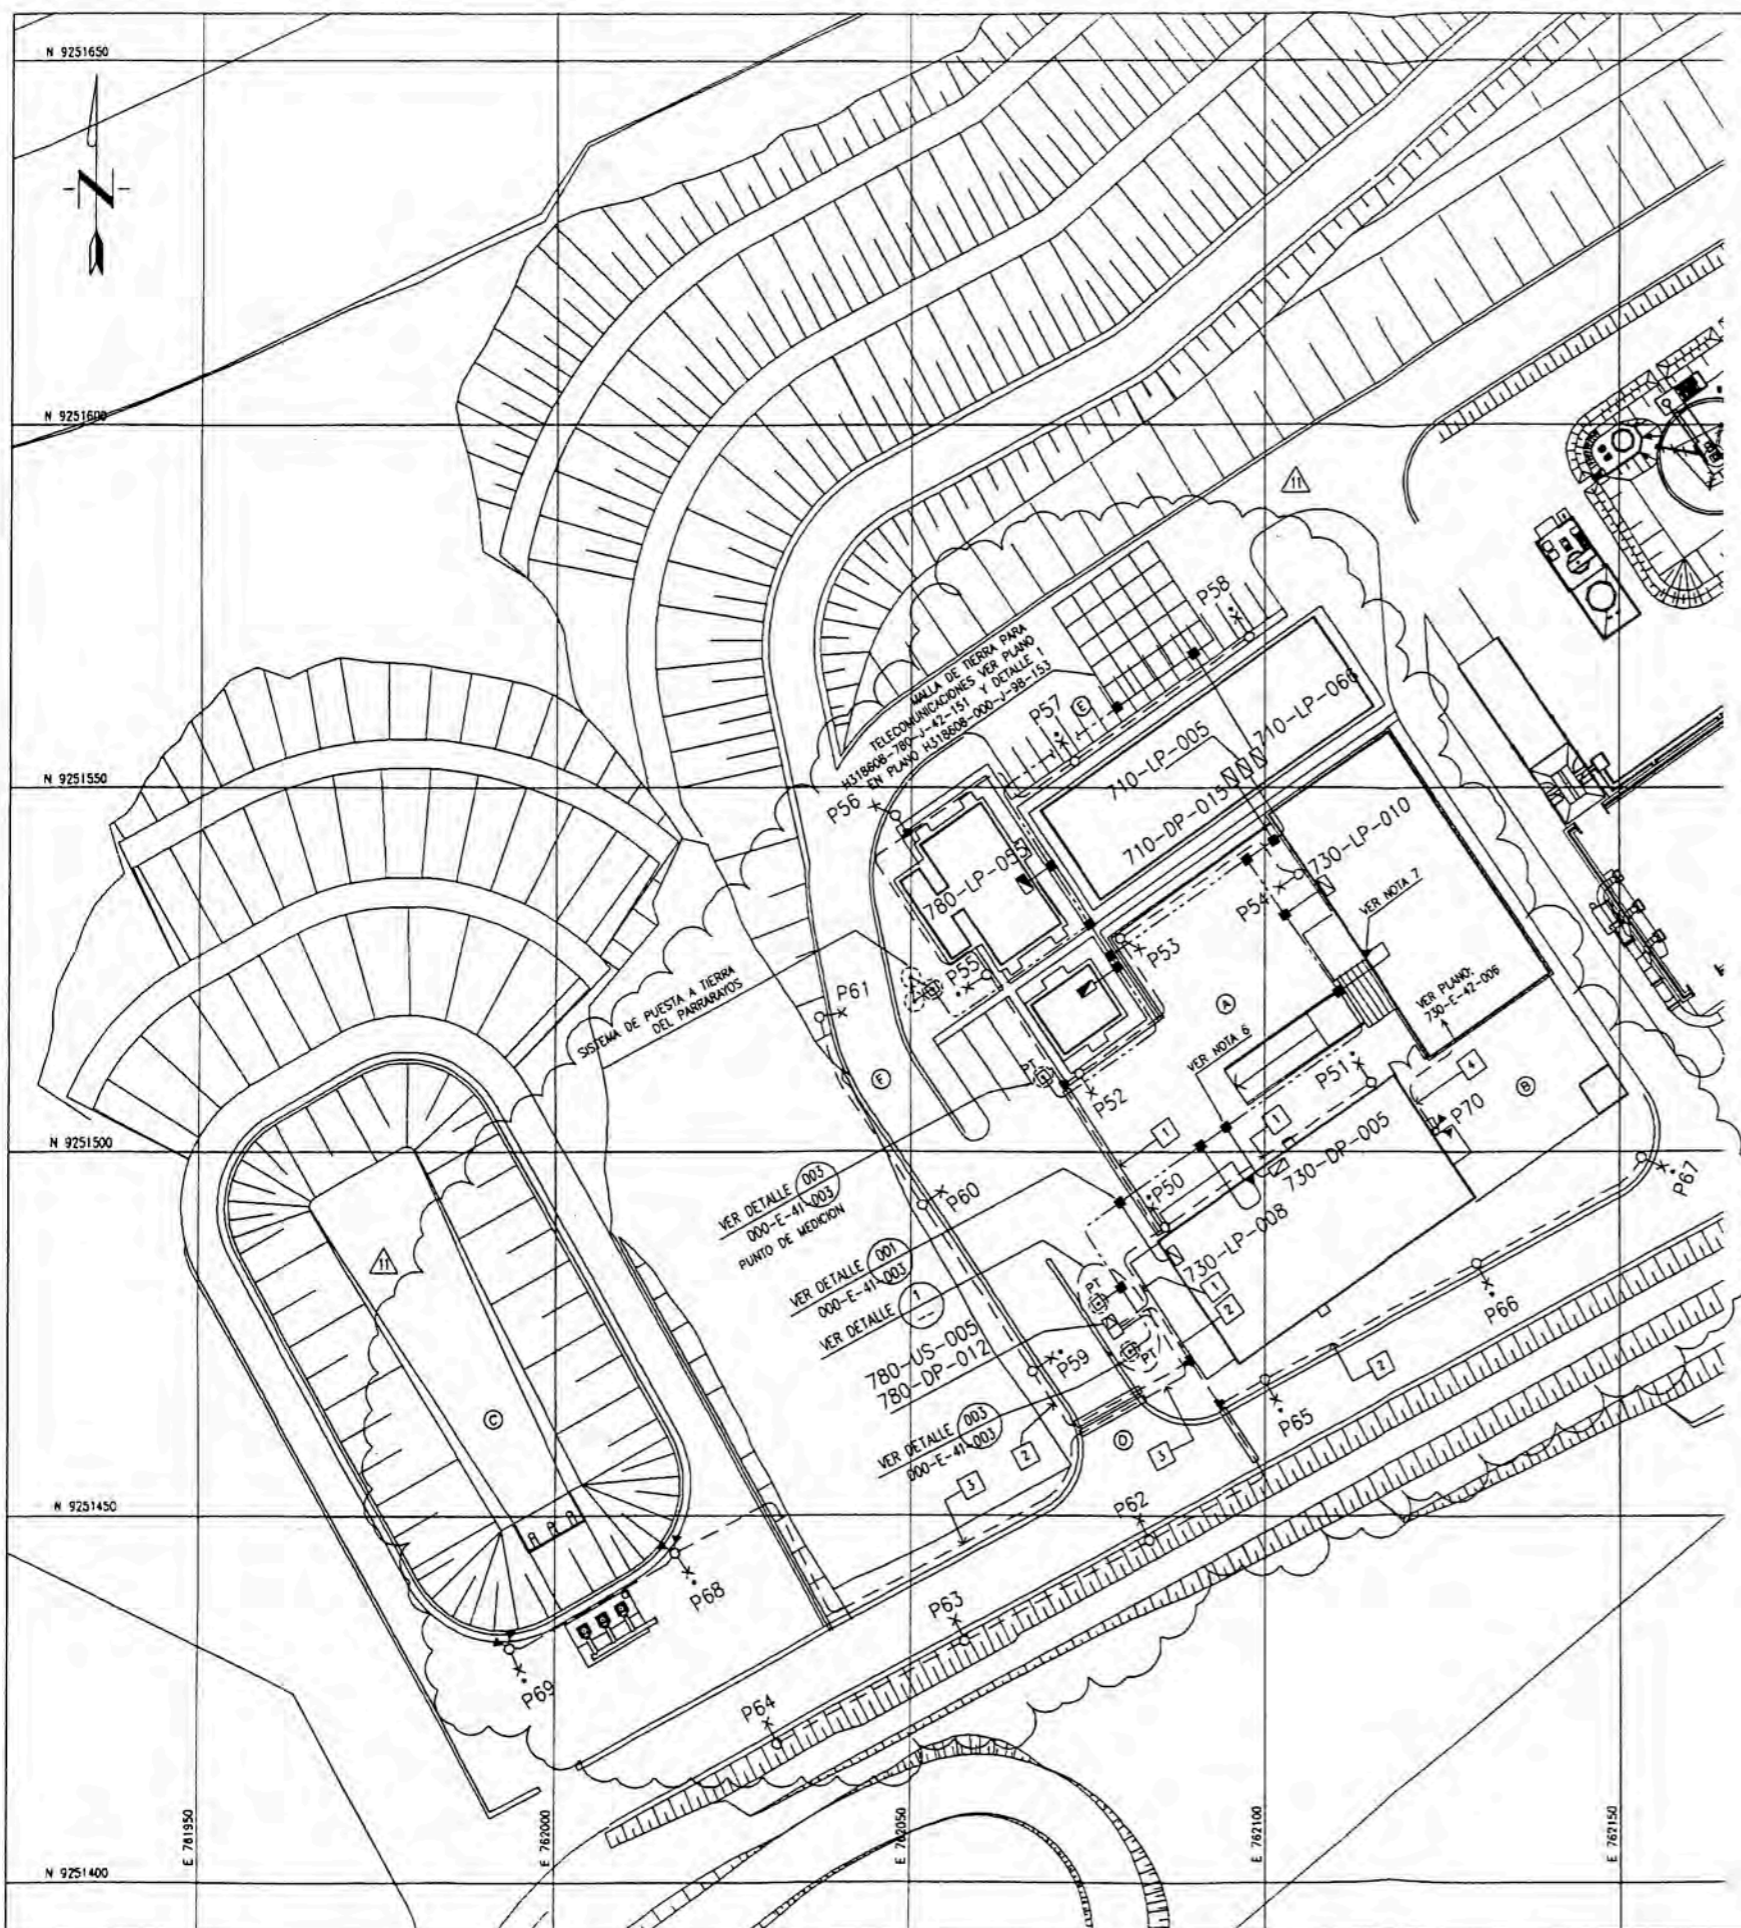 N 9251650
N
N 9251600
11
P58
MALLA DE TIERRA PARA
TELECOMUNICACIONES VER PLANO
H318608-780-J-42-151 Y DETALLE 1
EN PLANO H318608-000-J-98-153
P57
E
710-LP-005
710-LP-066
710-DP-015
N 9251550
P56
780-LP-055
730-LP-010
P54
VER NOTA 7
P53
P55
SISTEMA DE PUESTA A TIERRA
DEL PARRARAYOS
P61
A
VER PLANO:
730-E-42-006
VER NOTA 6
E
PT
P52
P51
4
B
P70
1
1
N 9251500
P67
730-DP-005
P50
P60
VER DETALLE 003
000-E-41-003
PUNTO DE MEDICION
730-LP-008
VER DETALLE 001
000-E-41-003
11
PT
1
2
VER DETALLE 1
--
P66
780-US-005
780-DP-012
PT
P59
2
C
P65
VER DETALLE 003
000-E-41-003
D
2
3
3
N 9251450
P62
P68
P63
P69
P64
E 761950
E 762000
E 762050
E 762100
E 762150
N 9251400